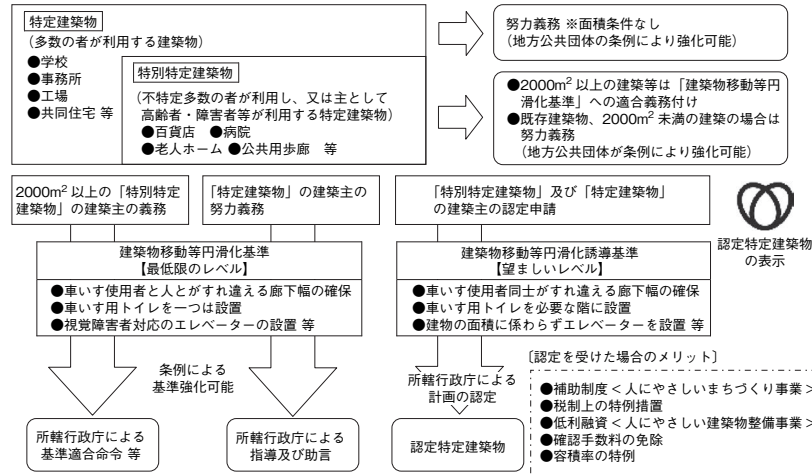 特定建築物
(多数の者が利用する建築物)
●学校
●事務所
●工場
●共同住宅 等
特別特定建築物
(不特定多数の者が利用し、又は主として
高齢者・障害者等が利用する特定建築物)
●百貨店 ●病院
●老人ホーム ●公共用歩廊 等
努力義務 ※面積条件なし
(地方公共団体の条例により強化可能)
●2000m²以上の建築等は「建築物移動等円
滑化基準」への適合義務付け
●既存建築物、2000m²未満の建築の場合は
努力義務
(地方公共団体が条例により強化可能)
2000m²以上の「特別特定
建築物」の建築主の義務
「特定建築物」の建築主の
努力義務
「特別特定建築物」及び「特定建築物」
の建築主の認定申請
認定特定建築物
の表示
建築物移動等円滑化基準
【最低限のレベル】
●車いす使用者と人とがすれ違える廊下幅の確保
●車いす用トイレを一つは設置
●視覚障害者対応のエレベーターの設置 等
建築物移動等円滑化誘導基準
【望ましいレベル】
●車いす使用者同士がすれ違える廊下幅の確保
●車いす用トイレを必要な階に設置
●建物の面積に係わらずエレベーターを設置 等
条例による
基準強化可能
所轄行政庁による
計画の認定
所轄行政庁による
基準適合命令 等
所轄行政庁による
指導及び助言
認定特定建築物
〔認定を受けた場合のメリット〕
●補助制度<人にやさしいまちづくり事業>
●税制上の特例措置
●低利融資<人にやさしい建築物整備事業>
●確認手数料の免除
●容積率の特例